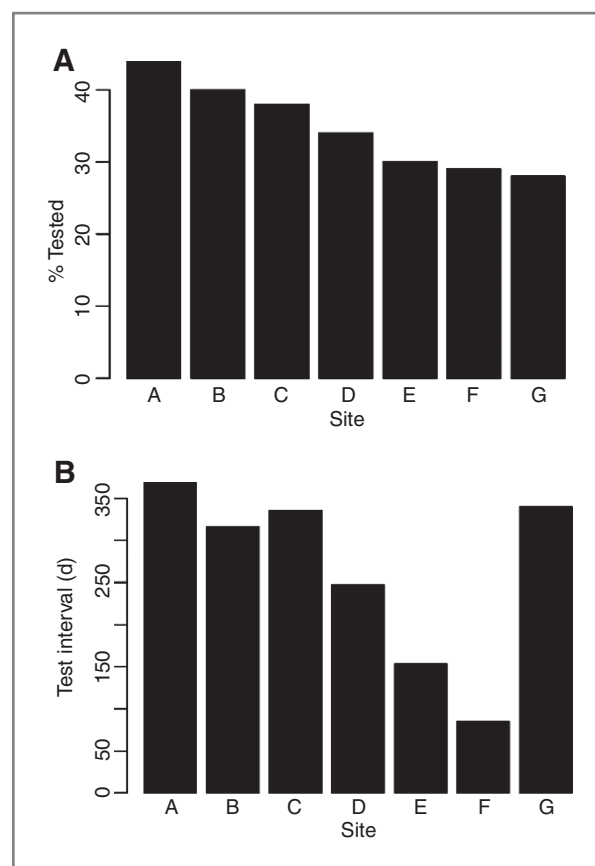 A
% Tested
40
30
20
10
0
A B C D E F G
Site
B
Test interval (d)
350
250
150
50
0
A B C D E F G
Site